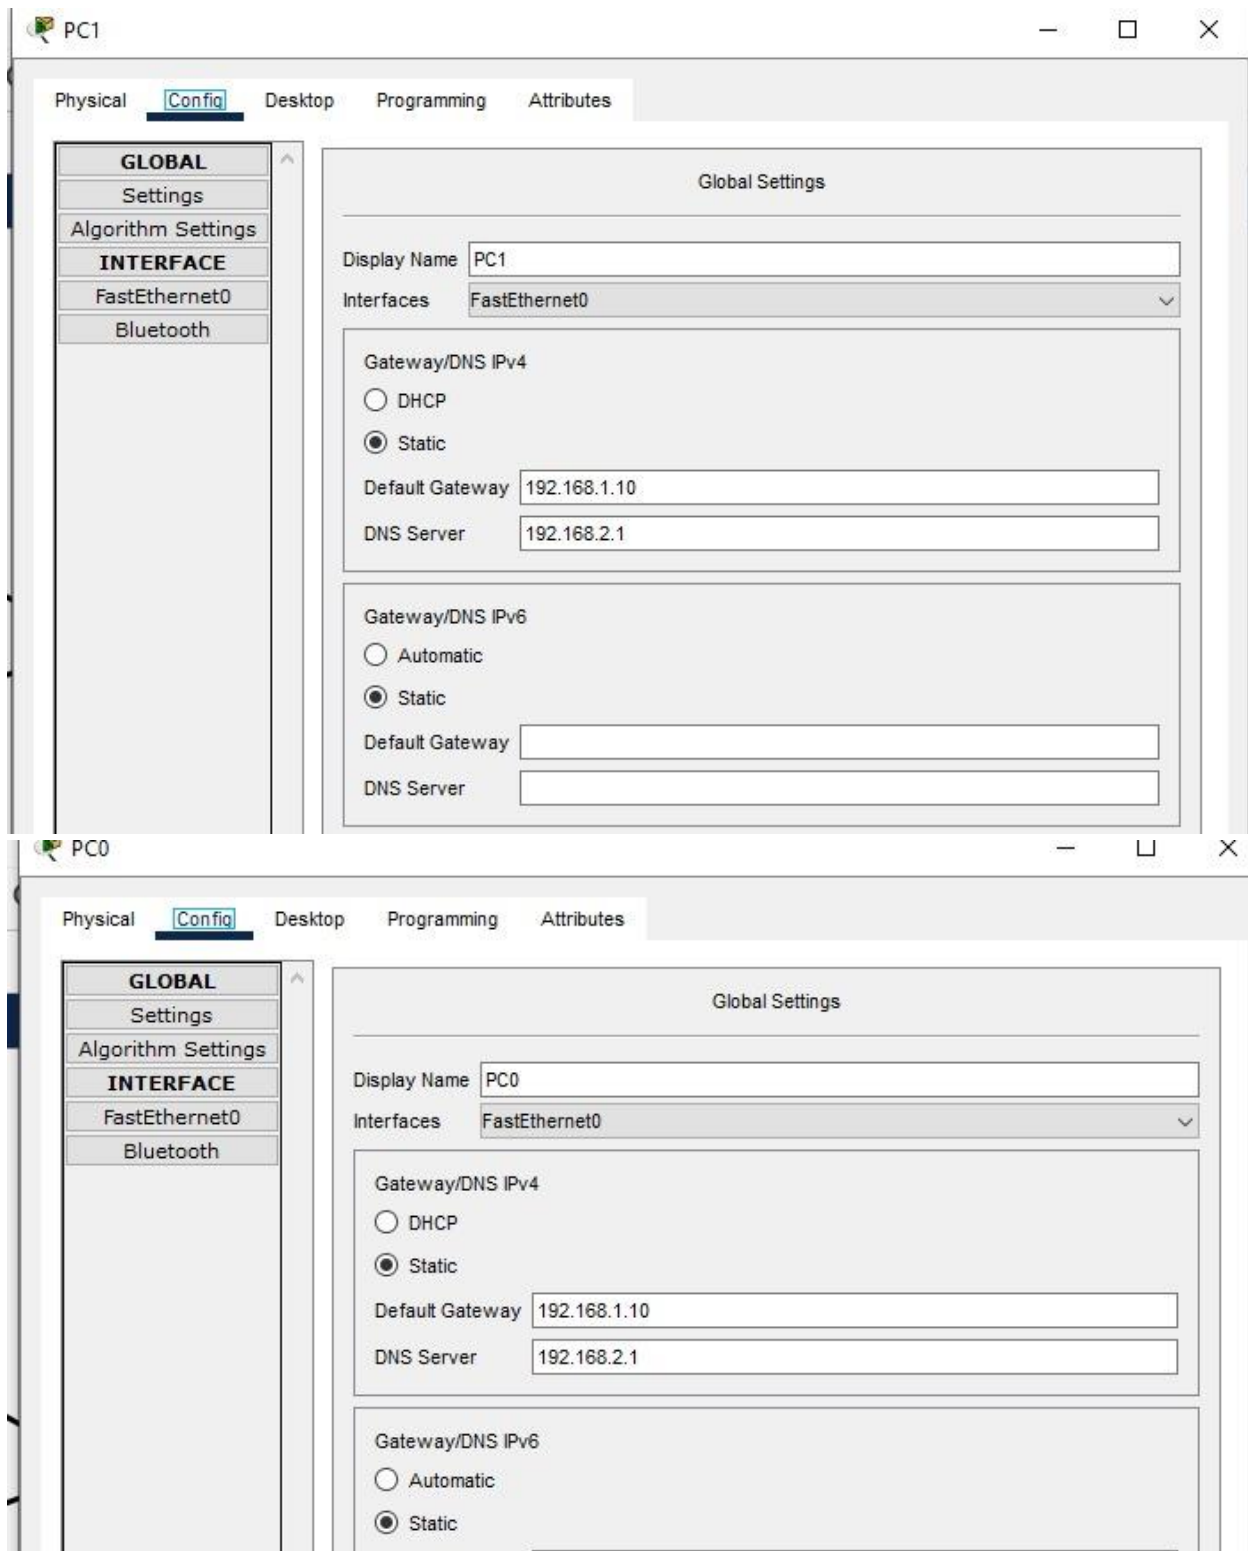 PC1
Physical Config Desktop Programming Attributes
GLOBAL
Settings
Algorithm Settings
INTERFACE
FastEthernet0
Bluetooth
Global Settings
Display Name PC1
Interfaces FastEthernet0
Gateway/DNS IPv4
DHCP
Static
Default Gateway 192.168.1.10
DNS Server 192.168.2.1
Gateway/DNS IPv6
Automatic
Static
Default Gateway
DNS Server
PC0
Physical Config Desktop Programming Attributes
GLOBAL
Settings
Algorithm Settings
INTERFACE
FastEthernet0
Bluetooth
Global Settings
Display Name PC0
Interfaces FastEthernet0
Gateway/DNS IPv4
DHCP
Static
Default Gateway 192.168.1.10
DNS Server 192.168.2.1
Gateway/DNS IPv6
Automatic
Static